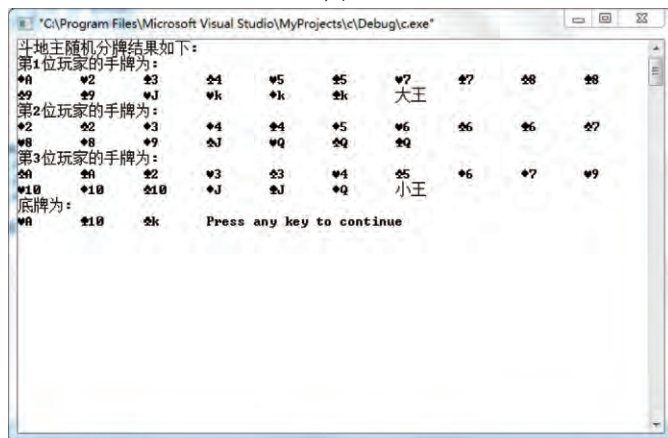 "C:\Program Files\Microsoft Visual Studio\MyProjects\c\Debug\c.exe"
斗地主随机分牌结果如下:
第1位玩家的手牌为:
♦A ♥2 ♠3 ♣4 ♥5 ♠5 ♥7 ♠7 ♣8 ♠8
♣9 ♠9 ♥J ♥k ♦k ♠k 大王
第2位玩家的手牌为:
♦2 ♣2 ♦3 ♦4 ♠4 ♦5 ♥6 ♣6 ♠6 ♣7
♥8 ♦8 ♦9 ♣J ♥Q ♣Q ♠Q
第3位玩家的手牌为:
♣A ♠A ♠2 ♥3 ♣3 ♥4 ♣5 ♦6 ♦7 ♥9
♥10 ♦10 ♣10 ♦J ♠J ♦Q 小王
底牌为:
♥A ♠10 ♣k Press any key to continue